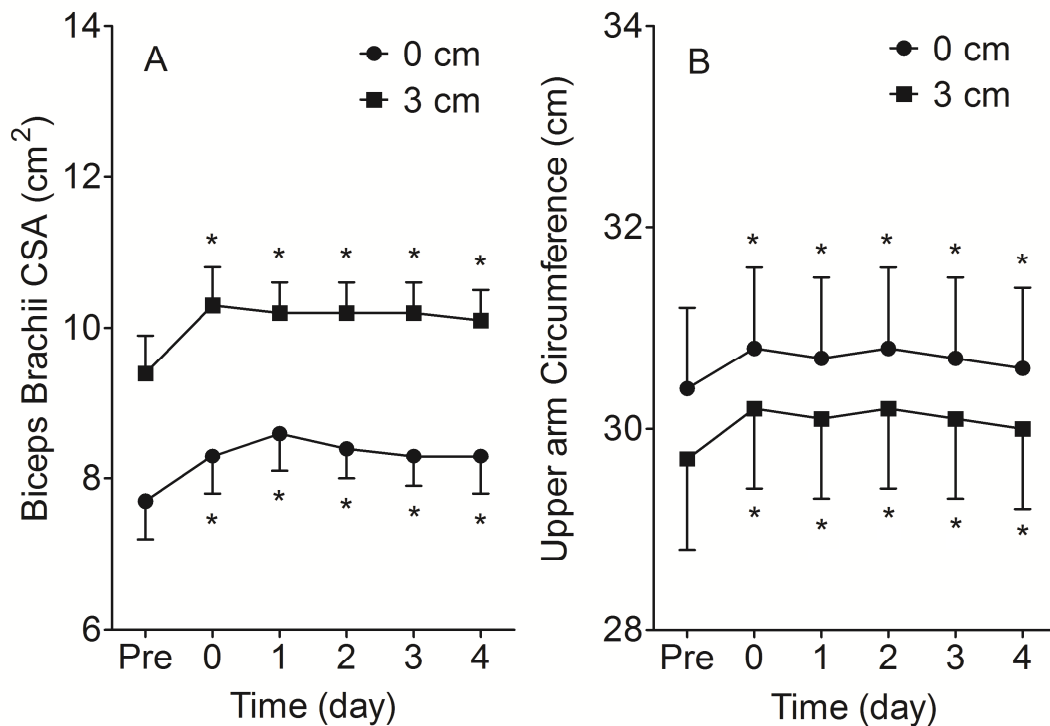 A
0 cm
3 cm
Biceps Brachii CSA (cm²)
14
12
10
8
6
* * * * * *
* * * * *
Pre 0 1 2 3 4
Time (day)
B
0 cm
3 cm
Upper arm Circumference (cm)
34
32
30
28
* * * * *
* * * * *
Pre 0 1 2 3 4
Time (day)